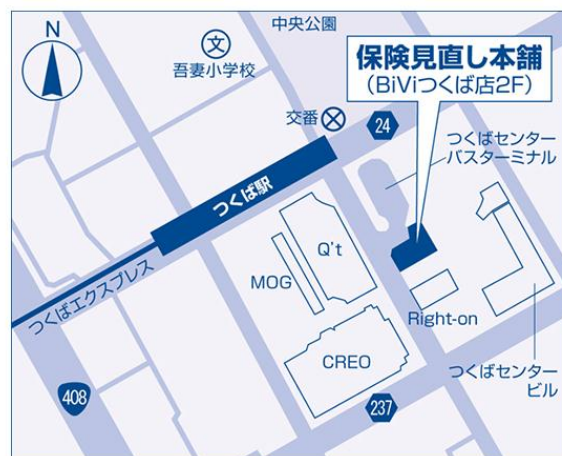 N
中央公園
文
吾妻小学校
保険見直し本舗
(BiViつくば店2F)
交番
24
つくばセンター
バスターミナル
つくば駅
Q't
MOG
つくばエクスプレス
Right-on
CREO
つくばセンター
ビル
408
237